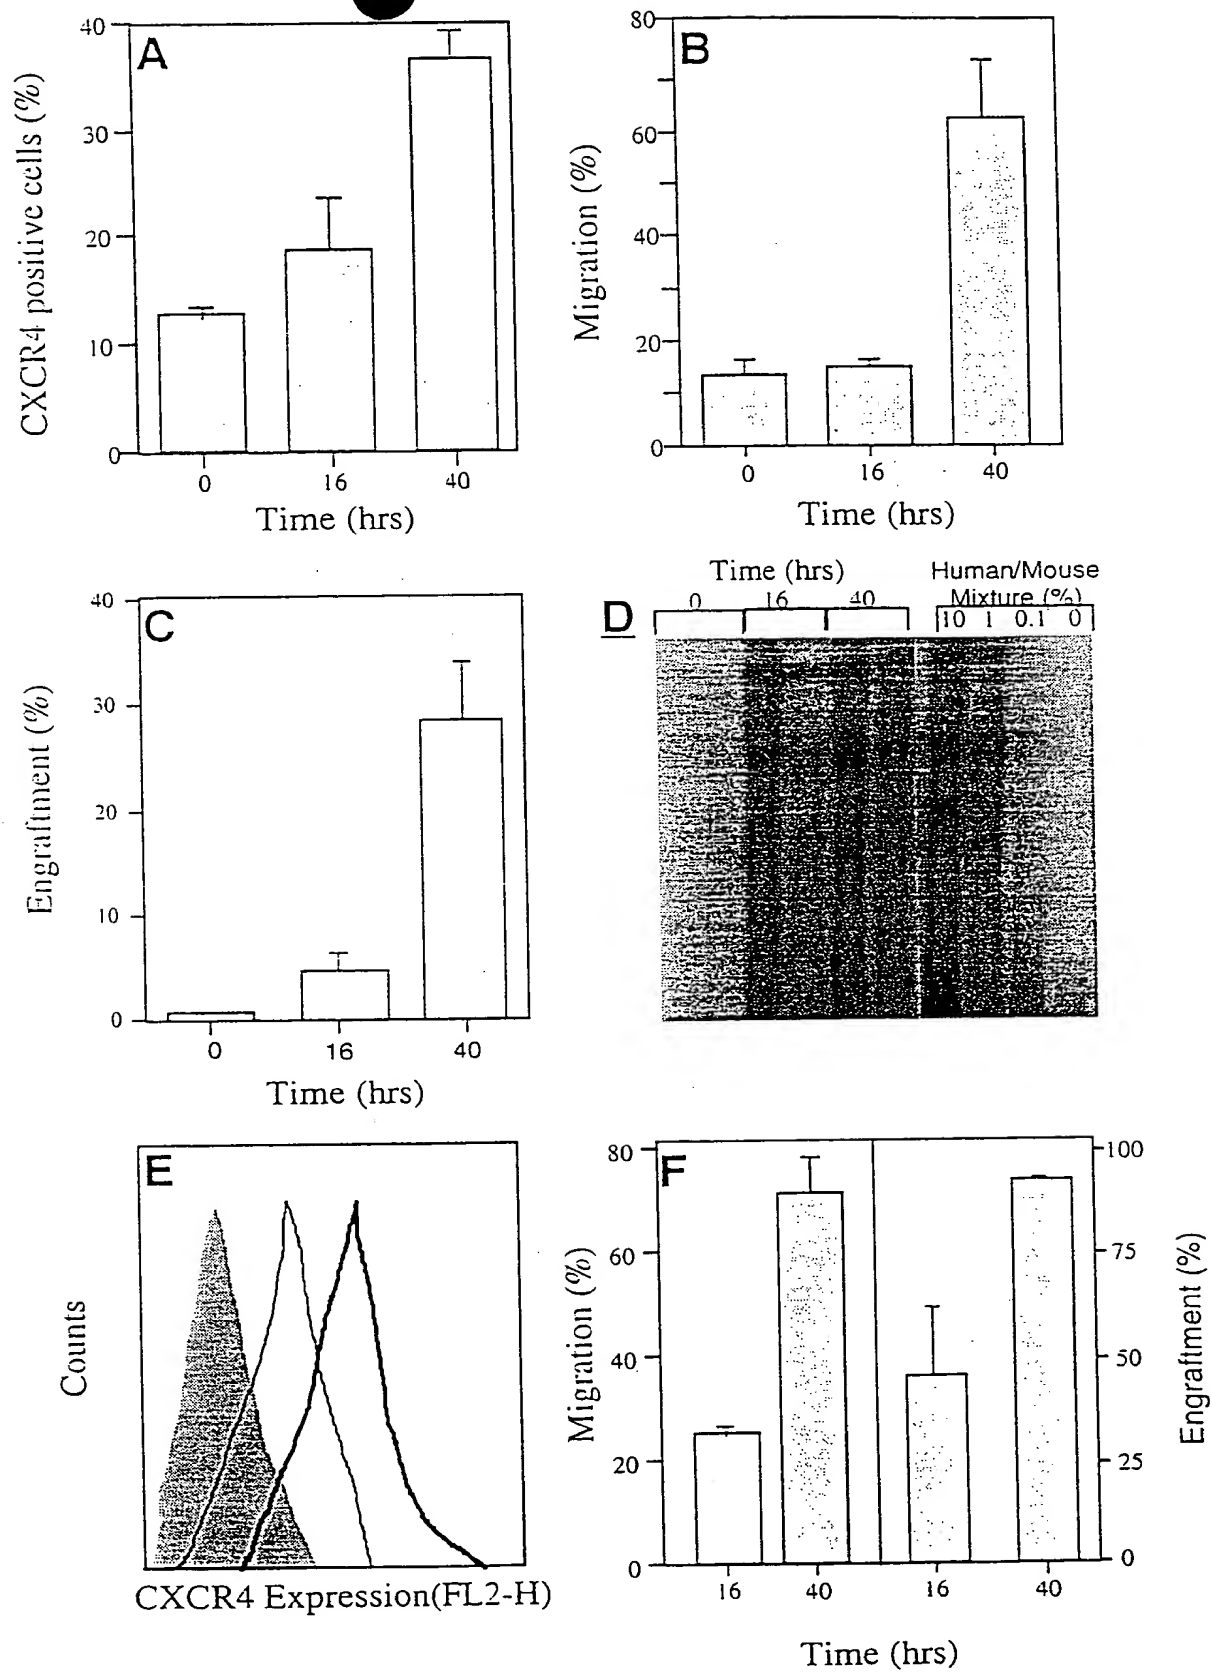 A
CXCR4 positive cells (%)
40
30
20
10
0
0 16 40
Time (hrs)
B
Migration (%)
80
60
40
20
0
0 16 40
Time (hrs)
C
Engraftment (%)
40
30
20
10
0
0 16 40
Time (hrs)
D
Time (hrs)
0 16 40
Human/Mouse
Mixture (%)
10 1 0.1 0
E
Counts
CXCR4 Expression(FL2-H)
F
Migration (%)
80
60
40
20
0
100
75
50
25
0
Engraftment (%)
16 40 16 40
Time (hrs)